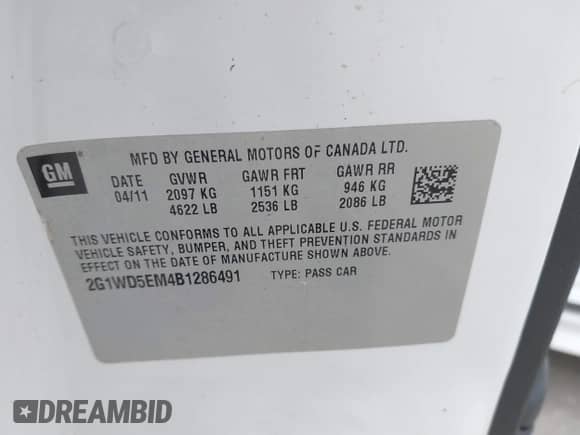 GM
MFD BY GENERAL MOTORS OF CANADA LTD.
DATE GVWR GAWR FRT GAWR RR
04/11 2097 KG 1151 KG 946 KG
4622 LB 2536 LB 2086 LB
THIS VEHICLE CONFORMS TO ALL APPLICABLE U.S. FEDERAL MOTOR
VEHICLE SAFETY, BUMPER, AND THEFT PREVENTION STANDARDS IN
EFFECT ON THE DATE OF MANUFACTURE SHOWN ABOVE.
2G1WD5EM4B1286491 TYPE: PASS CAR
DREAMBID